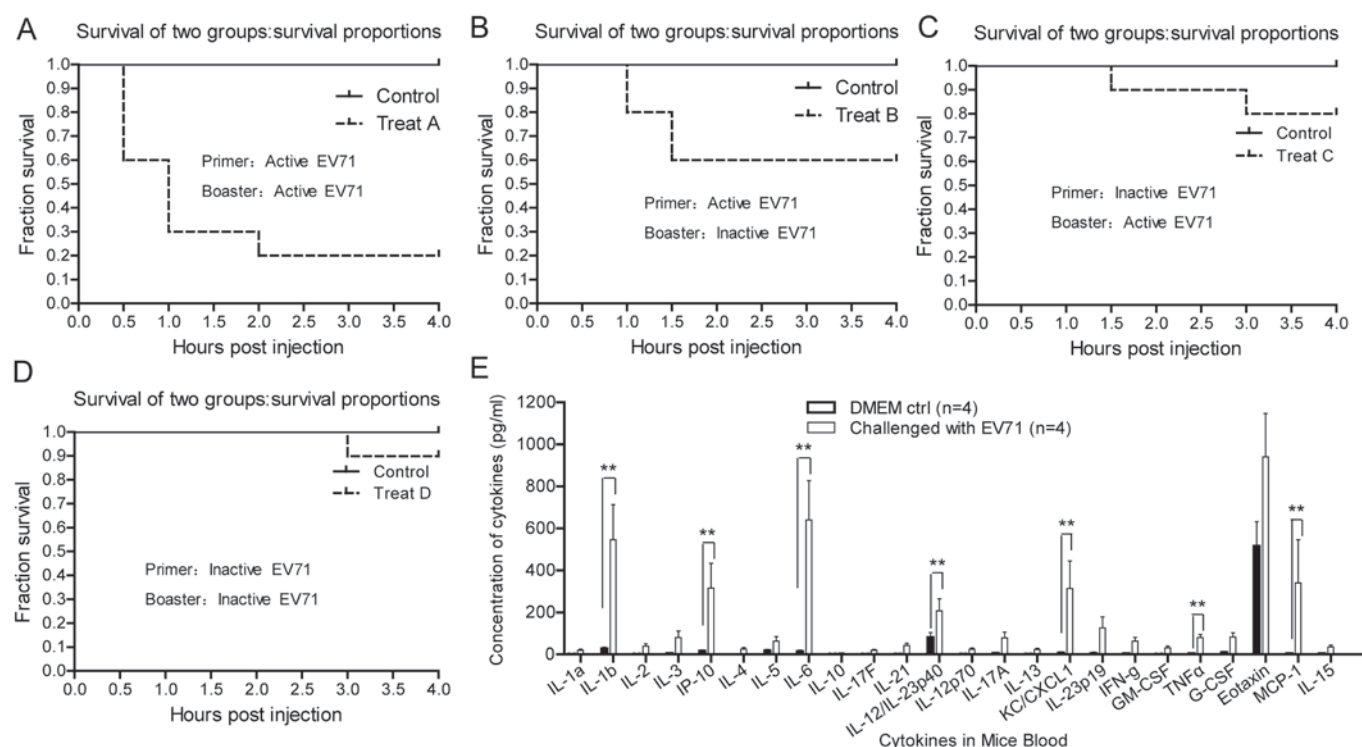 A
Survival of two groups:survival proportions
1.0
0.9
0.8
0.7
0.6
0.5
0.4
0.3
0.2
0.1
0.0
Fraction survival
Control
Treat A
Primer: Active EV71
Boaster: Active EV71
0.0 0.5 1.0 1.5 2.0 2.5 3.0 3.5 4.0
Hours post injection
B
Survival of two groups:survival proportions
1.0
0.9
0.8
0.7
0.6
0.5
0.4
0.3
0.2
0.1
0.0
Fraction survival
Control
Treat B
Primer: Active EV71
Boaster: Inactive EV71
0.0 0.5 1.0 1.5 2.0 2.5 3.0 3.5 4.0
Hours post injection
C
Survival of two groups:survival proportions
1.0
0.9
0.8
0.7
0.6
0.5
0.4
0.3
0.2
0.1
0.0
Fraction survival
Control
Treat C
Primer: Inactive EV71
Boaster: Active EV71
0.0 0.5 1.0 1.5 2.0 2.5 3.0 3.5 4.0
Hours post injection
D
Survival of two groups:survival proportions
1.0
0.9
0.8
0.7
0.6
0.5
0.4
0.3
0.2
0.1
0.0
Fraction survival
Control
Treat D
Primer: Inactive EV71
Boaster: Inactive EV71
0.0 0.5 1.0 1.5 2.0 2.5 3.0 3.5 4.0
Hours post injection
E
DMEM ctrl (n=4)
Challenged with EV71 (n=4)
Concentration of cytokines (pg/ml)
1200
1000
800
600
400
200
0
**
**
**
**
**
**
**
IL-1a
IL-1b
IL-2
IL-3
IP-10
IL-4
IL-5
IL-6
IL-10
IL-17F
IL-21
IL-12/IL-23p40
IL-12p70
IL-17A
IL-13
KC/CXCL1
IL-23p19
IFN-g
GM-CSF
TNFα
G-CSF
Eotaxin
MCP-1
IL-15
Cytokines in Mice Blood